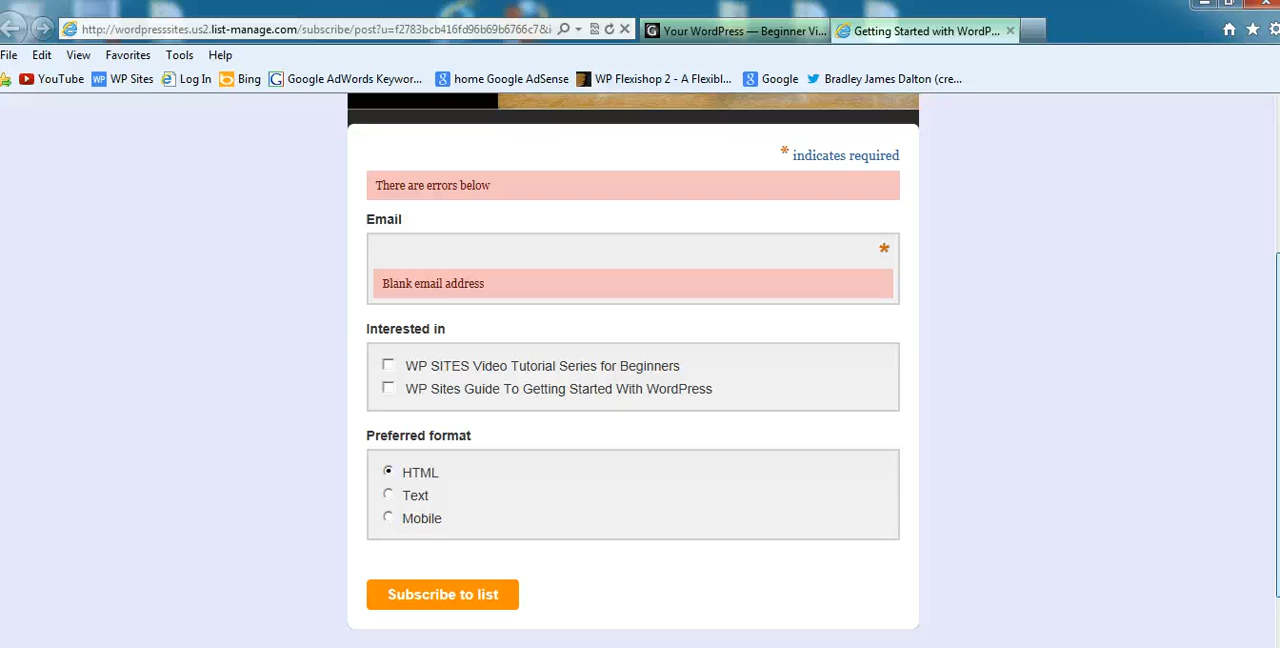 http://wordpresssites.us2.list-manage.com/subscribe/post?u=f2783bcb416fd96b69b6766c7&i
Your WordPress — Beginner Vi...
Getting Started with WordP...
File Edit View Favorites Tools Help
YouTube WP Sites Log In Bing Google AdWords Keywor... home Google AdSense WP Flexishop 2 - A Flexibl... Google Bradley James Dalton (cre...
* indicates required
There are errors below
Email
*
Blank email address
Interested in
WP SITES Video Tutorial Series for Beginners
WP Sites Guide To Getting Started With WordPress
Preferred format
HTML
Text
Mobile
Subscribe to list